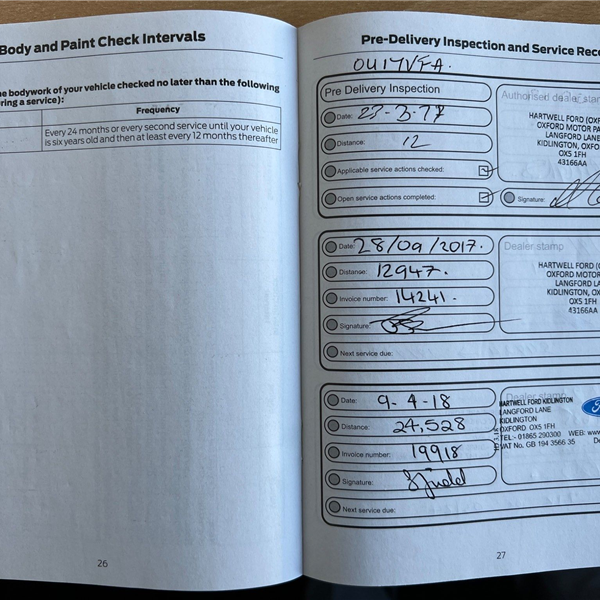 Body and Paint Check Intervals
he bodywork of your vehicle checked no later than the following
ring a service):
Frequency
Every 24 months or every second service until your vehicle
is six years old and then at least every 12 months thereafter
26
Pre-Delivery Inspection and Service Reco
OU17VFA.
Pre Delivery Inspection
Date: 23-3-17
Distance: 12
Applicable service actions checked:
Open service actions completed:
Authorised dealer stam
HARTWELL FORD (OXF
OXFORD MOTOR PA
LANGFORD LANE
KIDLINGTON, OXFO
OX5 1FH
43166AA
Signature:
Date: 28/09/2017.
Distance: 12947.
Invoice number: 14241.
Signature:
Next service due:
Dealer stamp
HARTWELL FORD (O
OXFORD MOTOR
LANGFORD LA
KIDLINGTON, OX
OX5 1FH
43166AA
Date: 9-4-18
Distance: 24,528
Invoice number: 19918
Signature:
Next service due:
Dealer stamp
HARTWELL FORD KIDLINGTON
LANGFORD LANE
KIDLINGTON
OXFORD OX5 1FH
TEL:- 01865 290300 WEB: www
VAT No. GB 194 3566 35 De
27